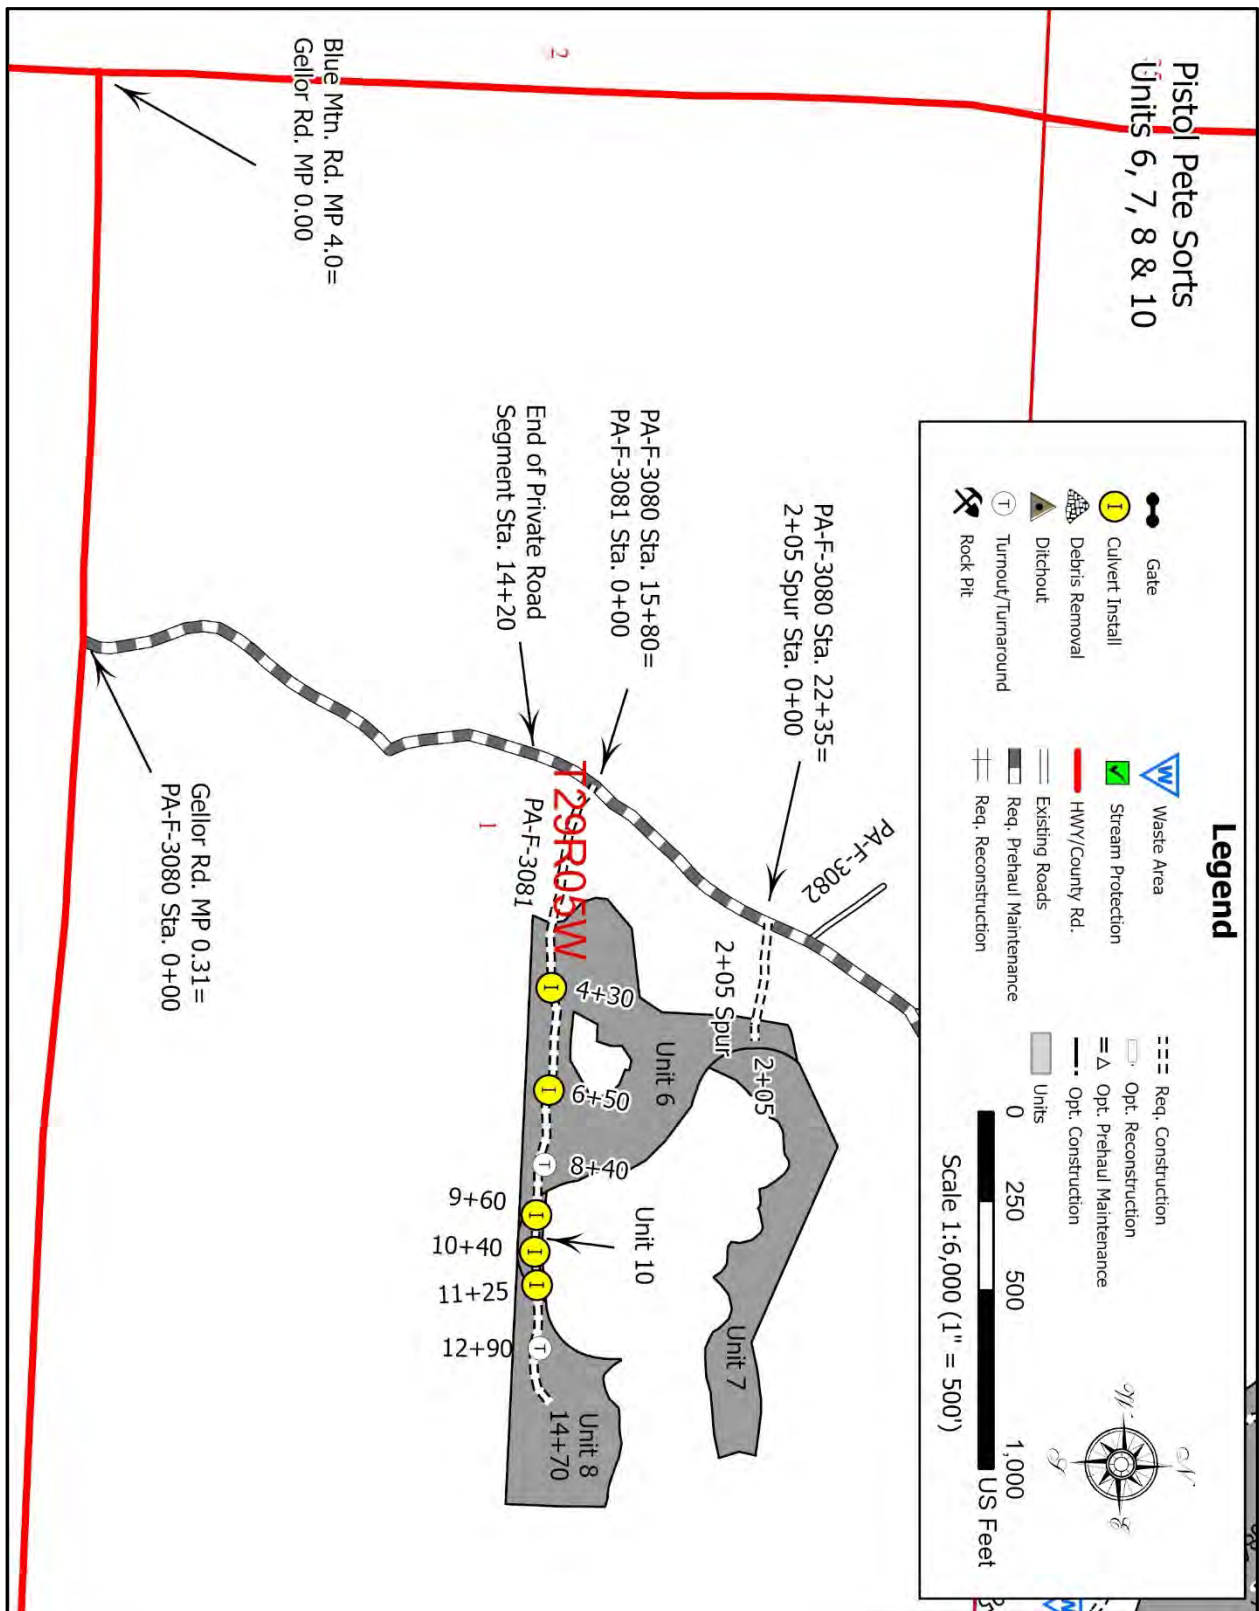 Pistol Pete Sorts
Units 6, 7, 8 & 10
2
Blue Mtn. Rd. MP 4.0=
Gellor Rd. MP 0.00
Legend
Gate
Culvert Install
Debris Removal
Ditchout
T
Turnout/Turnaround
Rock Pit
W
Waste Area
Stream Protection
HWY/County Rd.
Existing Roads
Req. Prehaul Maintenance
Req. Reconstruction
Req. Construction
Opt. Reconstruction
Opt. Prehaul Maintenance
Opt. Construction
Units
0 250 500 1,000
US Feet
Scale 1:6,000 (1" = 500')
N
W
E
S
PA-F-3080 Sta. 22+35=
2+05 Spur Sta. 0+00
PA-F-3082
PA-F-3080 Sta. 15+80=
PA-F-3081 Sta. 0+00
End of Private Road
Segment Sta. 14+20
T29R05W
PA-F-3081
1
2+05 Spur
2+05
Unit 6
Unit 7
Unit 10
Unit 8
I
4+30
I
6+50
T
8+40
I
9+60
I
10+40
I
11+25
T
12+90
14+70
Gellor Rd. MP 0.31=
PA-F-3080 Sta. 0+00
W